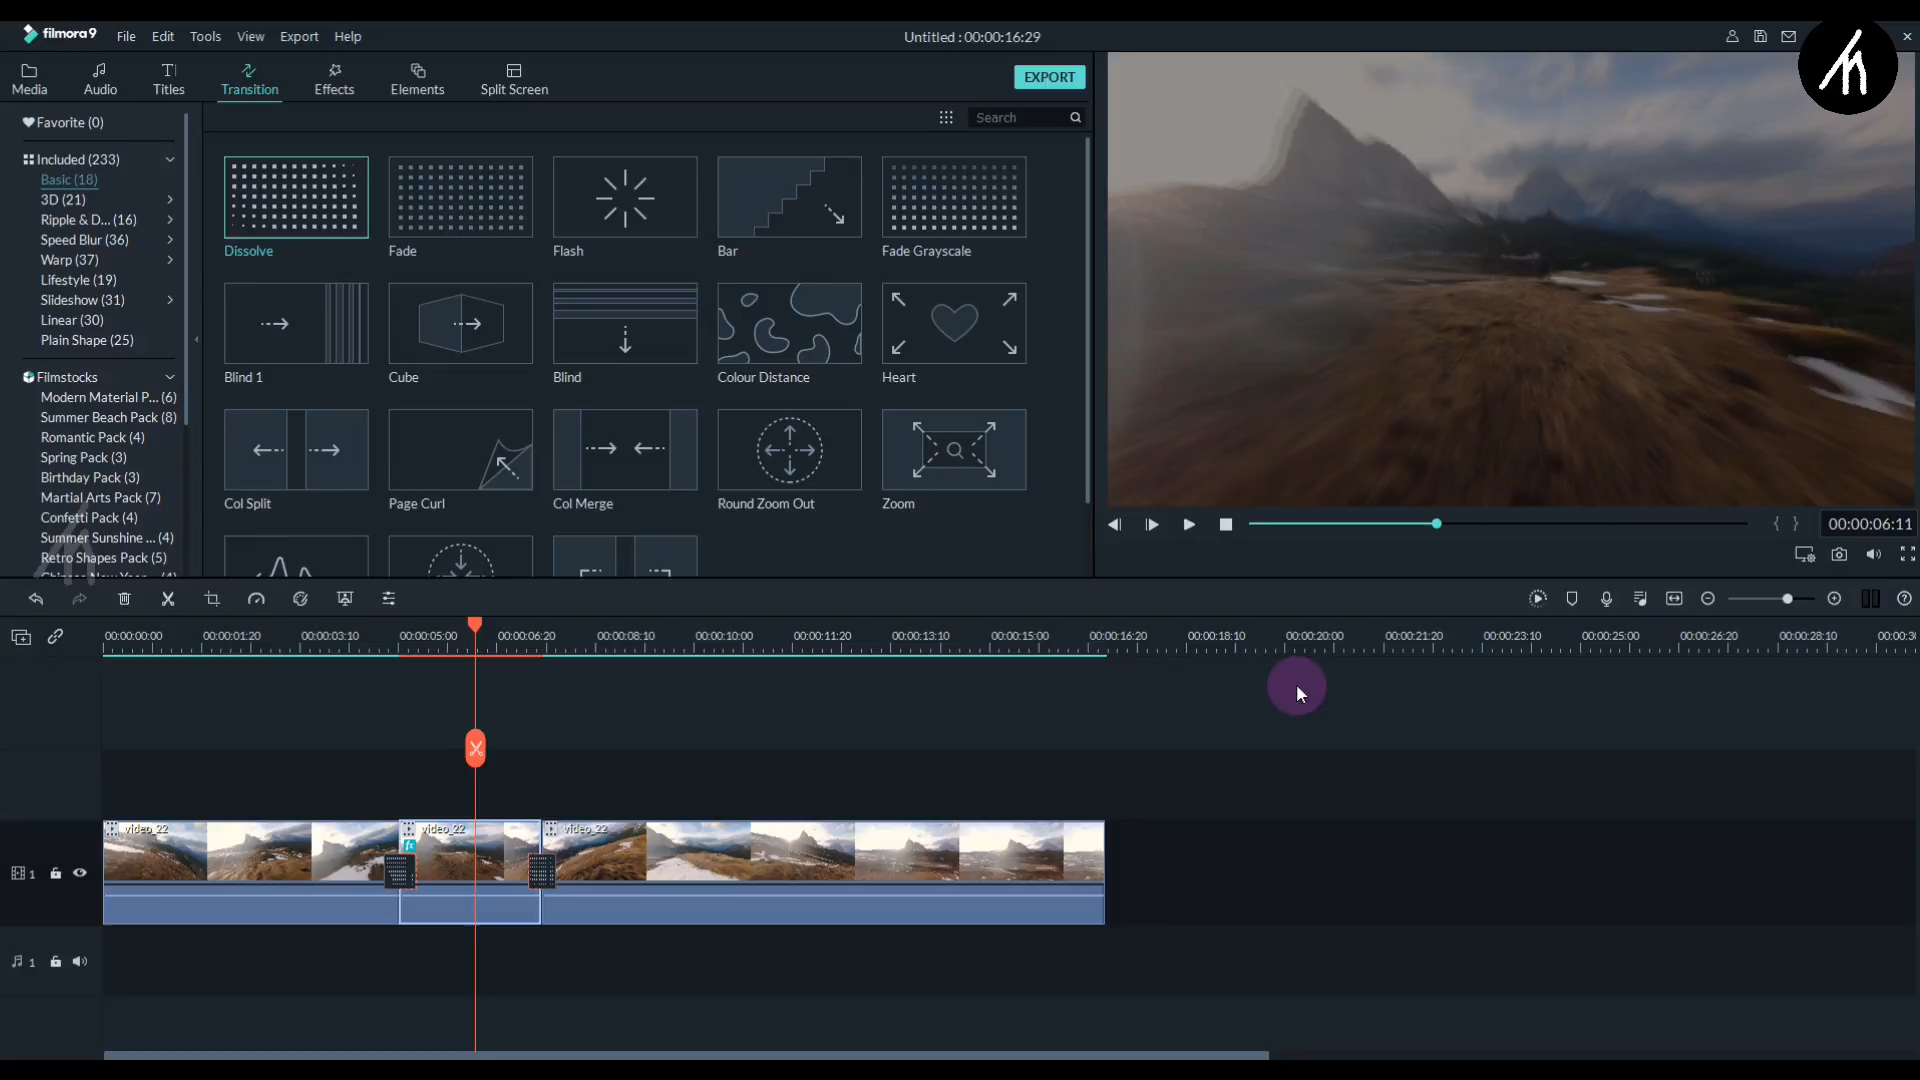 filmora9 File Edit Tools View Export Help Untitled : 00:00:16:29
Media Audio Titles Transition Effects Elements Split Screen EXPORT
Favorite (0)
Search
Included (233)
Basic (18)
3D (21)
Ripple & D... (16)
Speed Blur (36)
Warp (37)
Lifestyle (19)
Slideshow (31)
Linear (30)
Plain Shape (25)
Filmstocks
Modern Material P... (6)
Summer Beach Pack (8)
Romantic Pack (4)
Spring Pack (3)
Birthday Pack (3)
Martial Arts Pack (7)
Confetti Pack (4)
Summer Sunshine ... (4)
Retro Shapes Pack (5)
Dissolve Fade Flash Bar Fade Grayscale
Blind 1 Cube Blind Colour Distance Heart
Col Split Page Curl Col Merge Round Zoom Out Zoom
{ } 00:00:06:11
00:00:00:00 00:00:01:20 00:00:03:10 00:00:05:00 00:00:06:20 00:00:08:10 00:00:10:00 00:00:11:20 00:00:13:10 00:00:15:00 00:00:16:20 00:00:18:10 00:00:20:00 00:00:21:20 00:00:23:10 00:00:25:00 00:00:26:20 00:00:28:10 00:00:3
video_22 video_22 video_22
fx
1
1